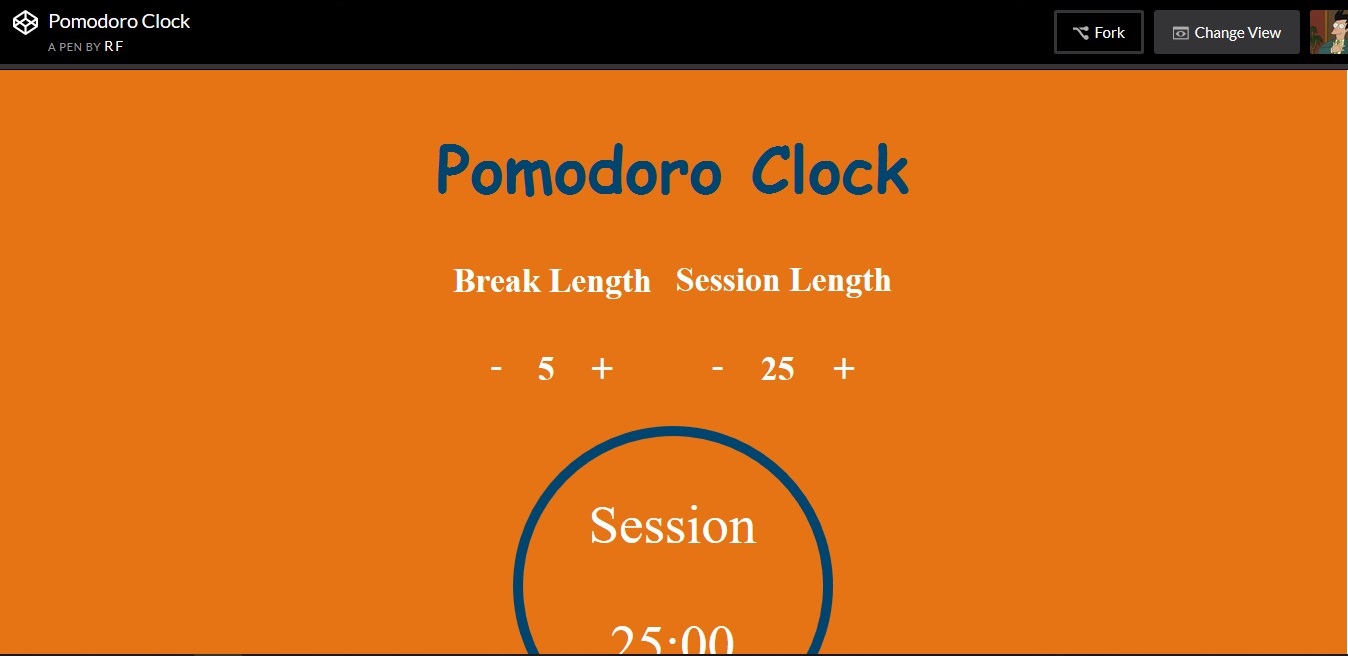 Pomodoro Clock
A PEN BY RF
Fork
Change View
Pomodoro Clock
Break Length Session Length
- 5 + - 25 +
Session
25:00